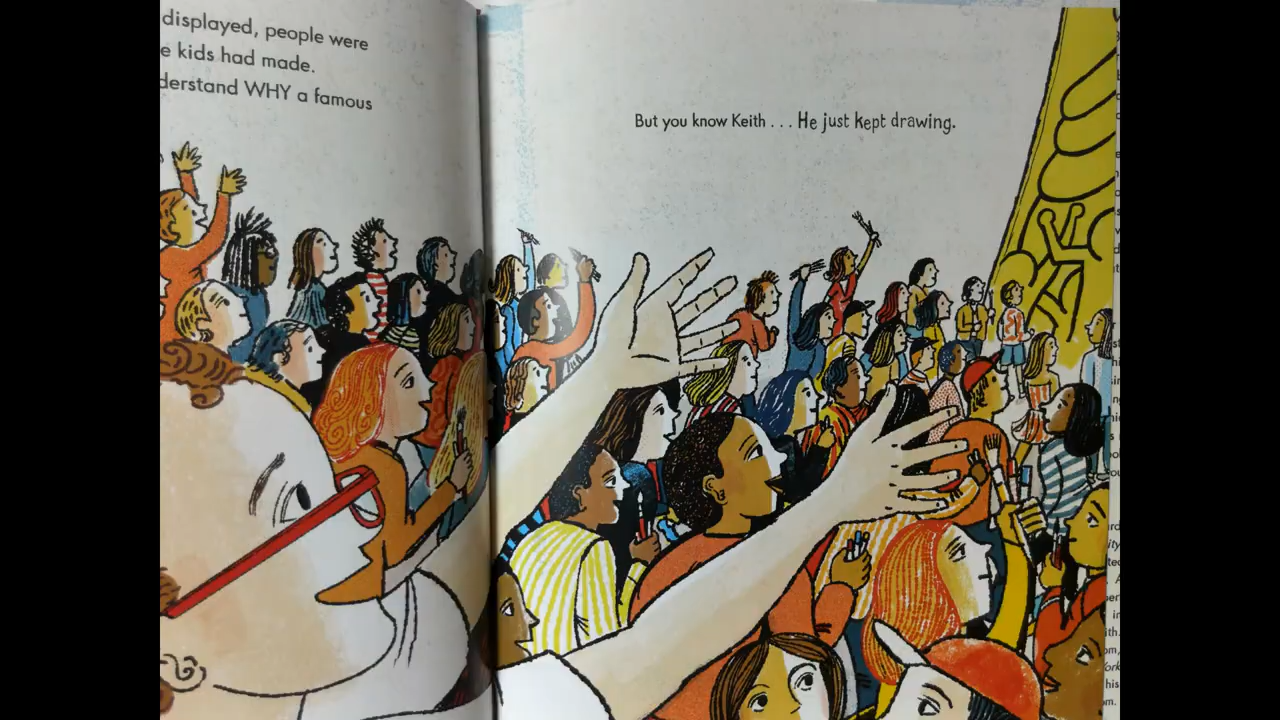 displayed, people were
e kids had made.
derstand WHY a famous
But you know Keith . . . He just kept drawing.